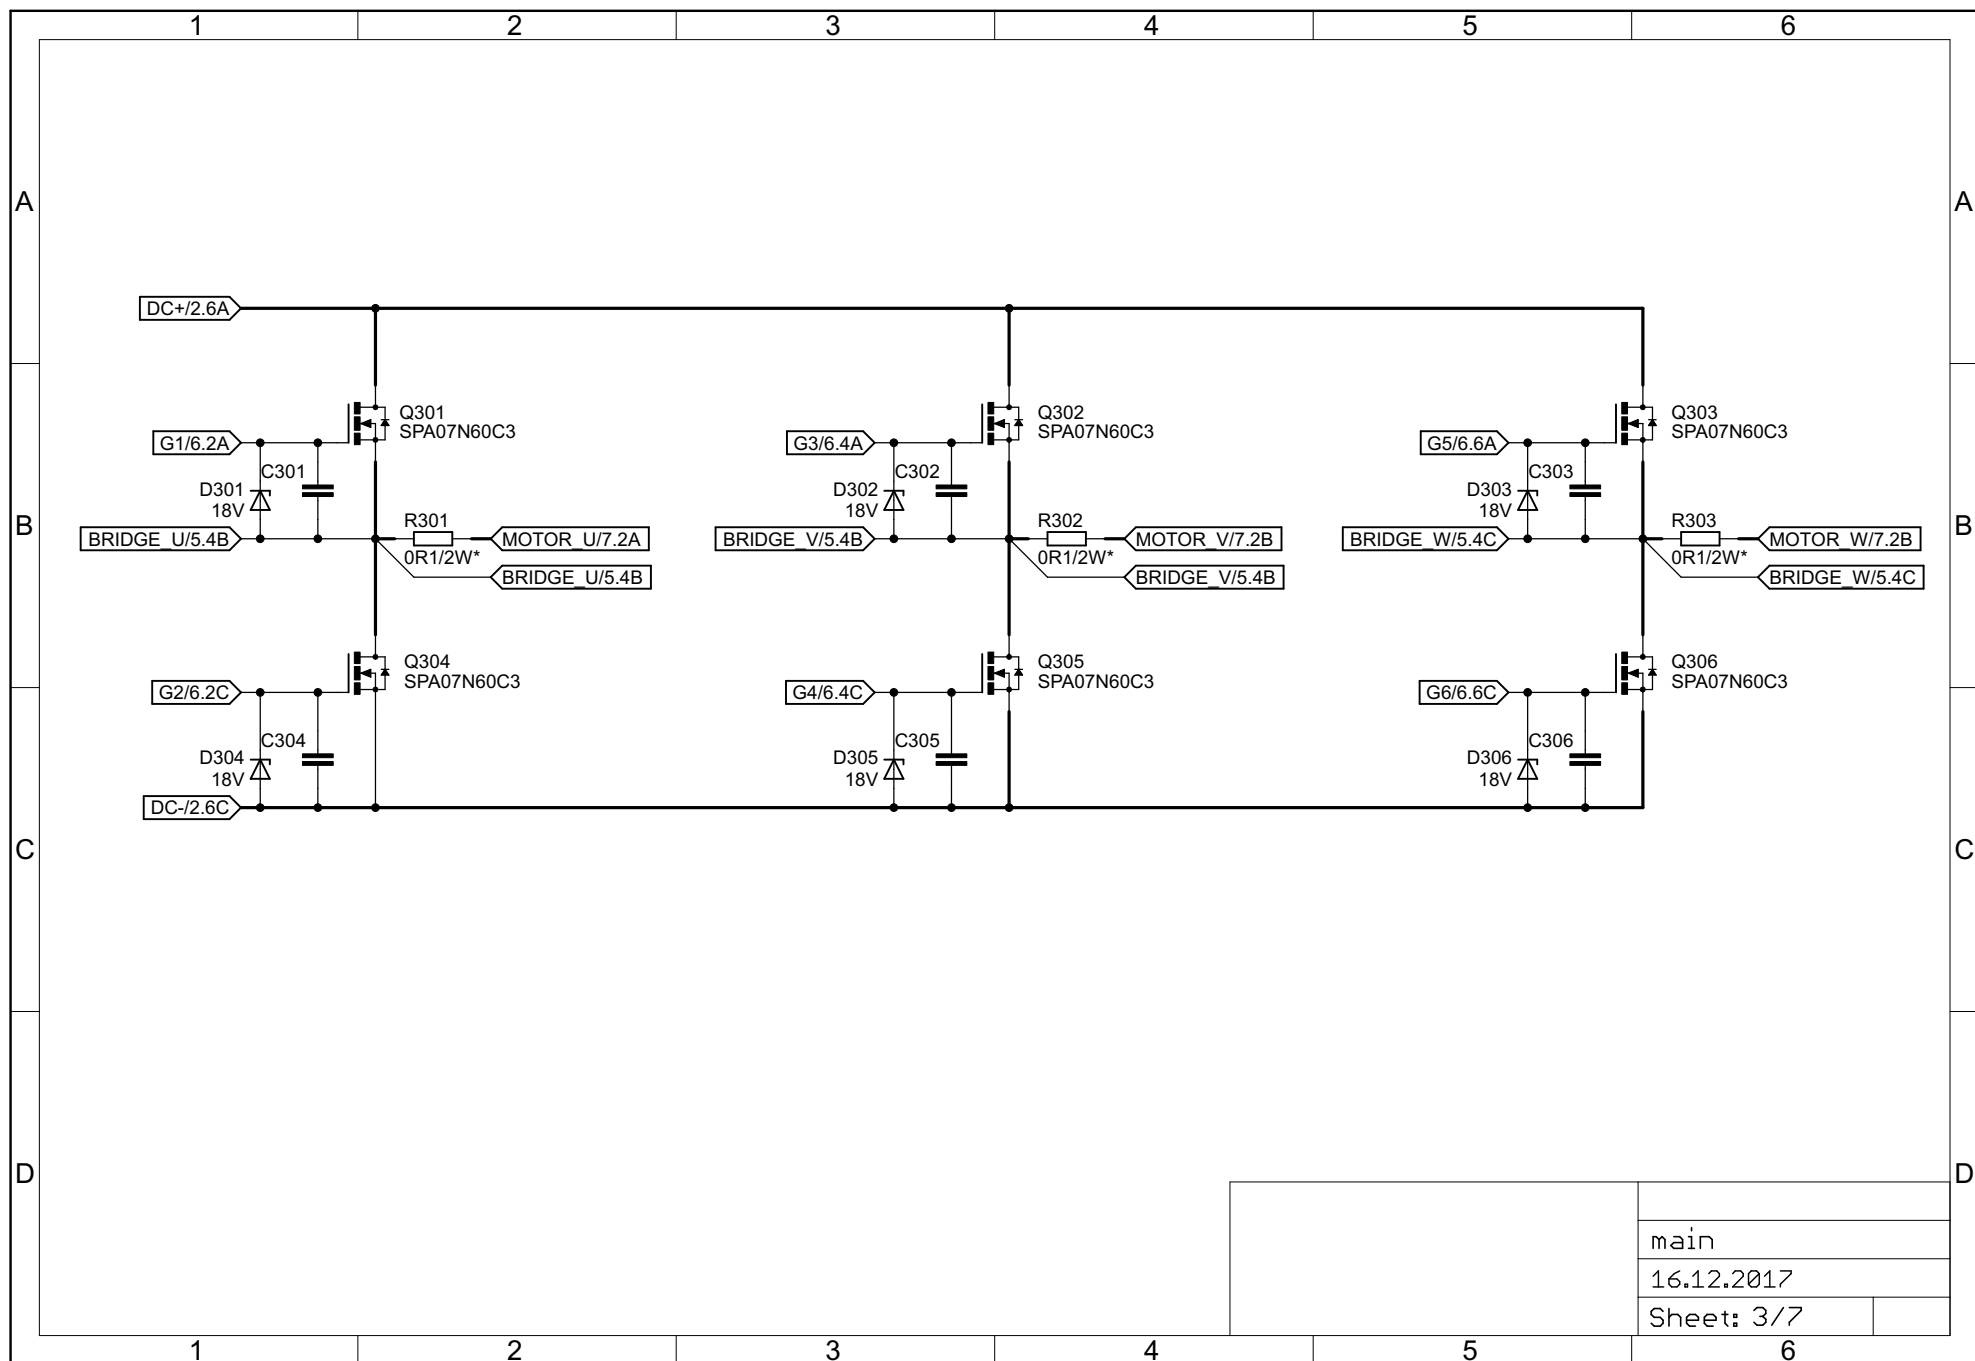 1 2 3 4 5 6
A A
DC+/2.6A
Q301
SPA07N60C3
Q302
SPA07N60C3
Q303
SPA07N60C3
G1/6.2A
G3/6.4A
G5/6.6A
C301
D301
18V
C302
D302
18V
C303
D303
18V
B B
BRIDGE_U/5.4B
R301
0R1/2W*
MOTOR_U/7.2A
BRIDGE_U/5.4B
BRIDGE_V/5.4B
R302
0R1/2W*
MOTOR_V/7.2B
BRIDGE_V/5.4B
BRIDGE_W/5.4C
R303
0R1/2W*
MOTOR_W/7.2B
BRIDGE_W/5.4C
Q304
SPA07N60C3
Q305
SPA07N60C3
Q306
SPA07N60C3
G2/6.2C
G4/6.4C
G6/6.6C
C304
D304
18V
C305
D305
18V
C306
D306
18V
DC-/2.6C
C C
D D
main
16.12.2017
Sheet: 3/7
1 2 3 4 5 6